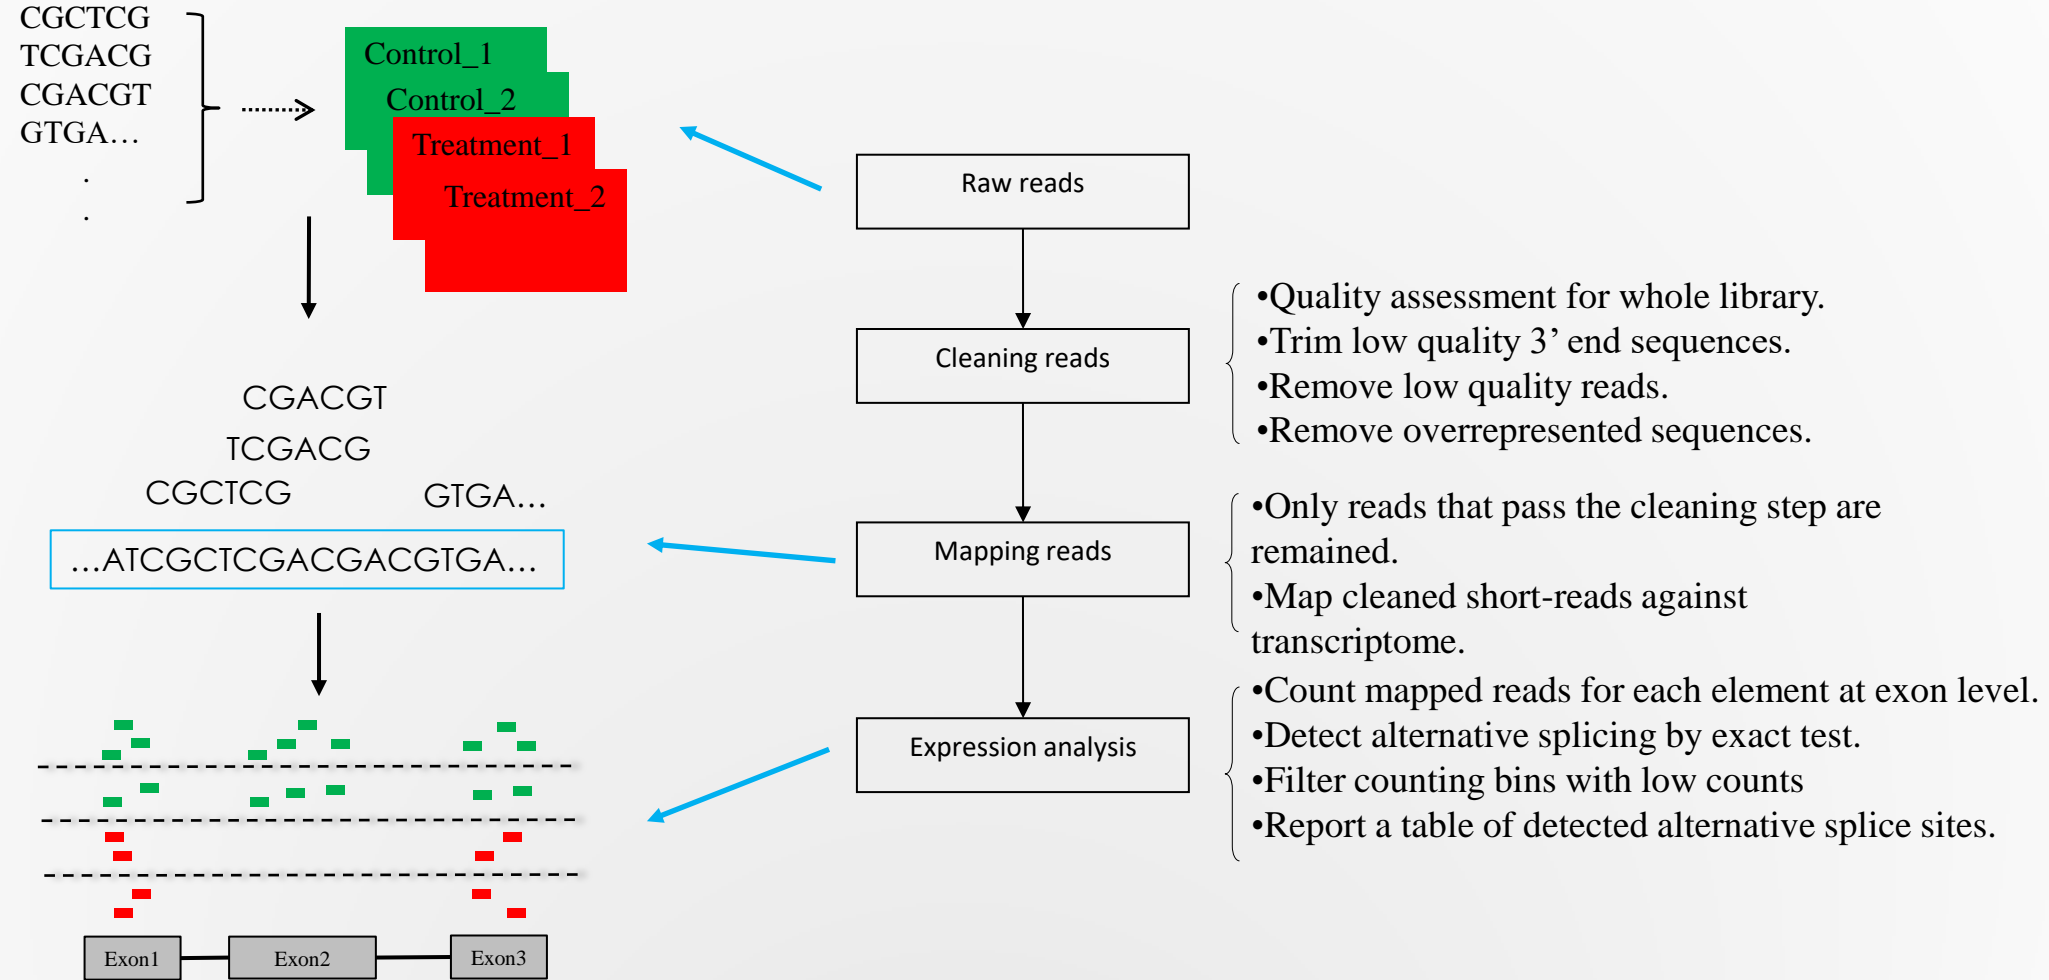 CGCTCG
TCGACG
CGACGT
GTGA…
.
.
Control_1
Control_2
Treatment_1
Treatment_2
CGACGT
TCGACG
CGCTCG
GTGA…
…ATCGCTCGACGACGTGA…
Exon1
Exon2
Exon3
Raw reads
Cleaning reads
•Quality assessment for whole library.
•Trim low quality 3’ end sequences.
•Remove low quality reads.
•Remove overrepresented sequences.
Mapping reads
•Only reads that pass the cleaning step are
remained.
•Map cleaned short-reads against
transcriptome.
Expression analysis
•Count mapped reads for each element at exon level.
•Detect alternative splicing by exact test.
•Filter counting bins with low counts
•Report a table of detected alternative splice sites.